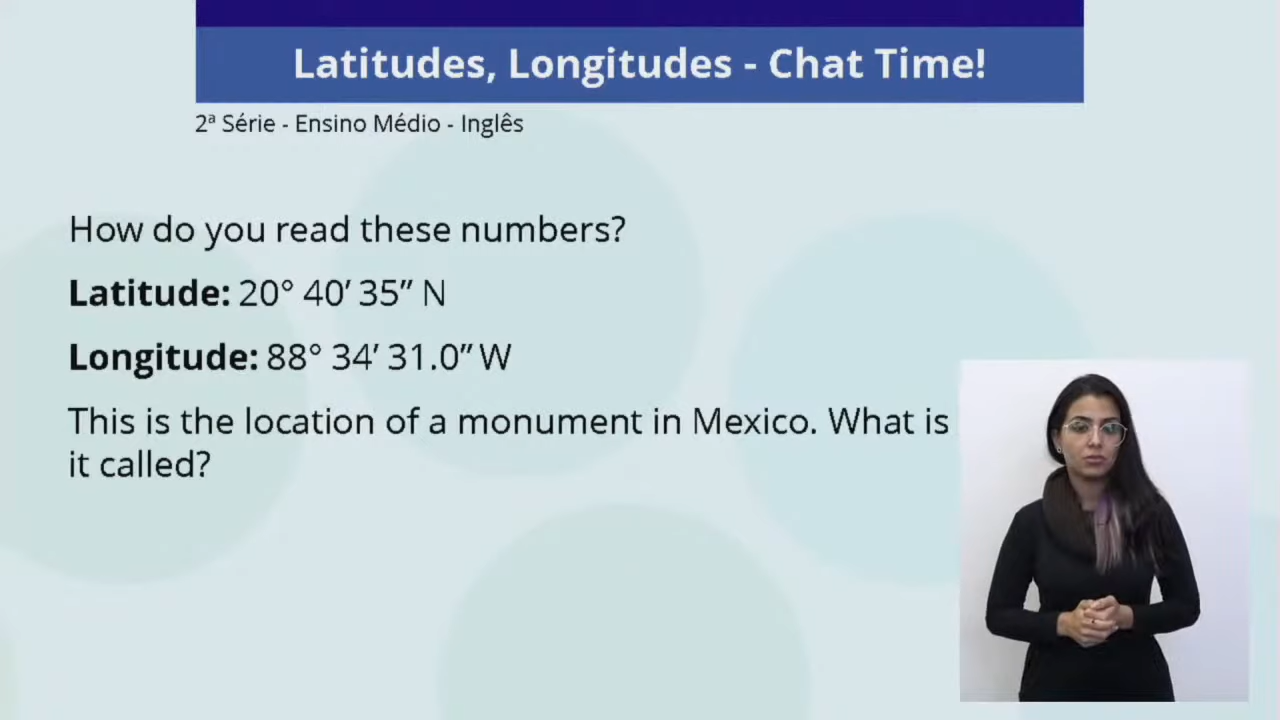 Latitudes, Longitudes - Chat Time!
2ª Série - Ensino Médio - Inglês
How do you read these numbers?
Latitude: 20° 40’ 35” N
Longitude: 88° 34’ 31.0” W
This is the location of a monument in Mexico. What is
it called?